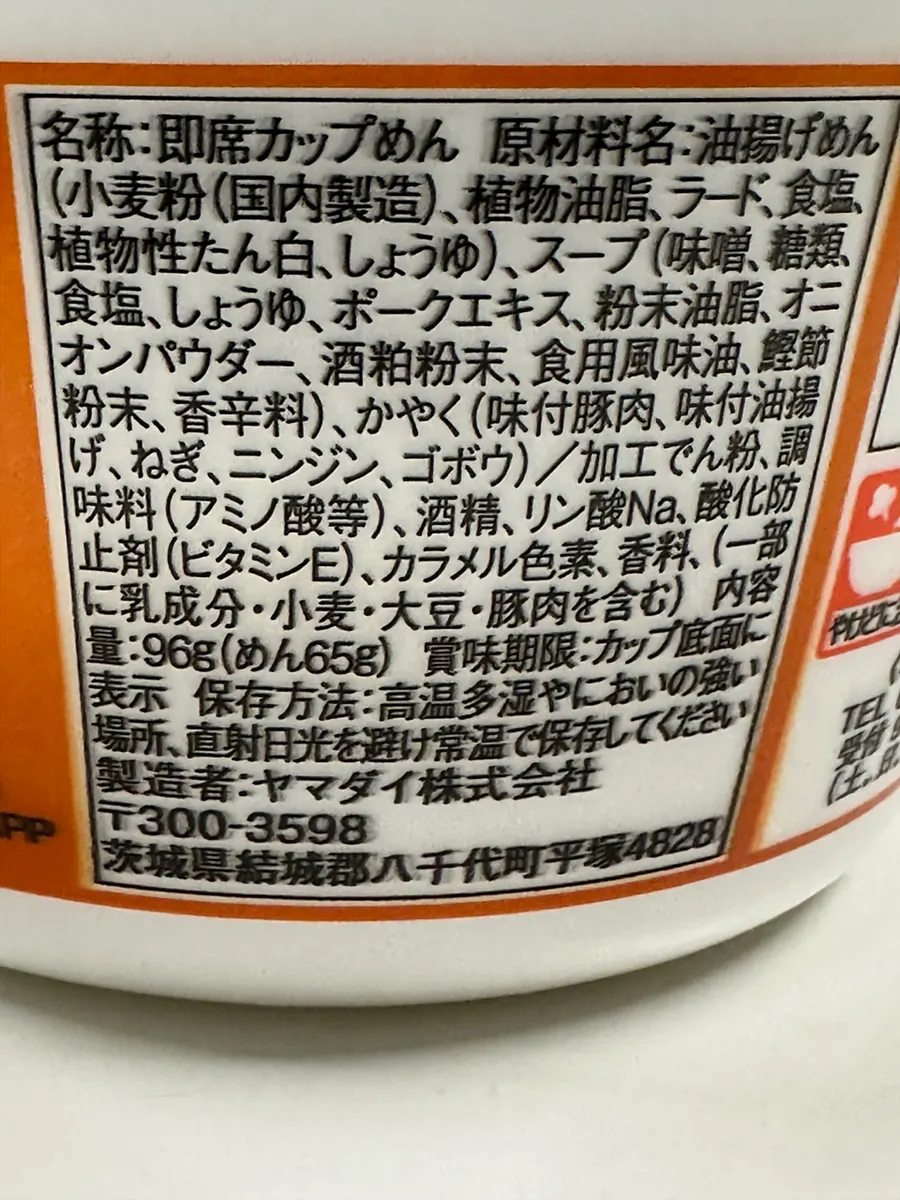 名称:即席カップめん 原材料名:油揚げめん
(小麦粉(国内製造)、植物油脂、ラード、食塩、
植物性たん白、しょうゆ)、スープ(味噌、糖類、
食塩、しょうゆ、ポークエキス、粉末油脂、オニ
オンパウダー、酒粕粉末、食用風味油、鰹節
粉末、香辛料)、かやく(味付豚肉、味付油揚
げ、ねぎ、ニンジン、ゴボウ)/加工でん粉、調
味料(アミノ酸等)、酒精、リン酸Na、酸化防
止剤(ビタミンE)、カラメル色素、香料、(一部
に乳成分・小麦・大豆・豚肉を含む) 内容
量:96g(めん65g) 賞味期限:カップ底面に
表示 保存方法:高温多湿やにおいの強い
場所、直射日光を避け常温で保存してください
製造者:ヤマダイ株式会社
〒300-3598
茨城県結城郡八千代町平塚4828
PP
やけどに
TEL
受付
(土、日、